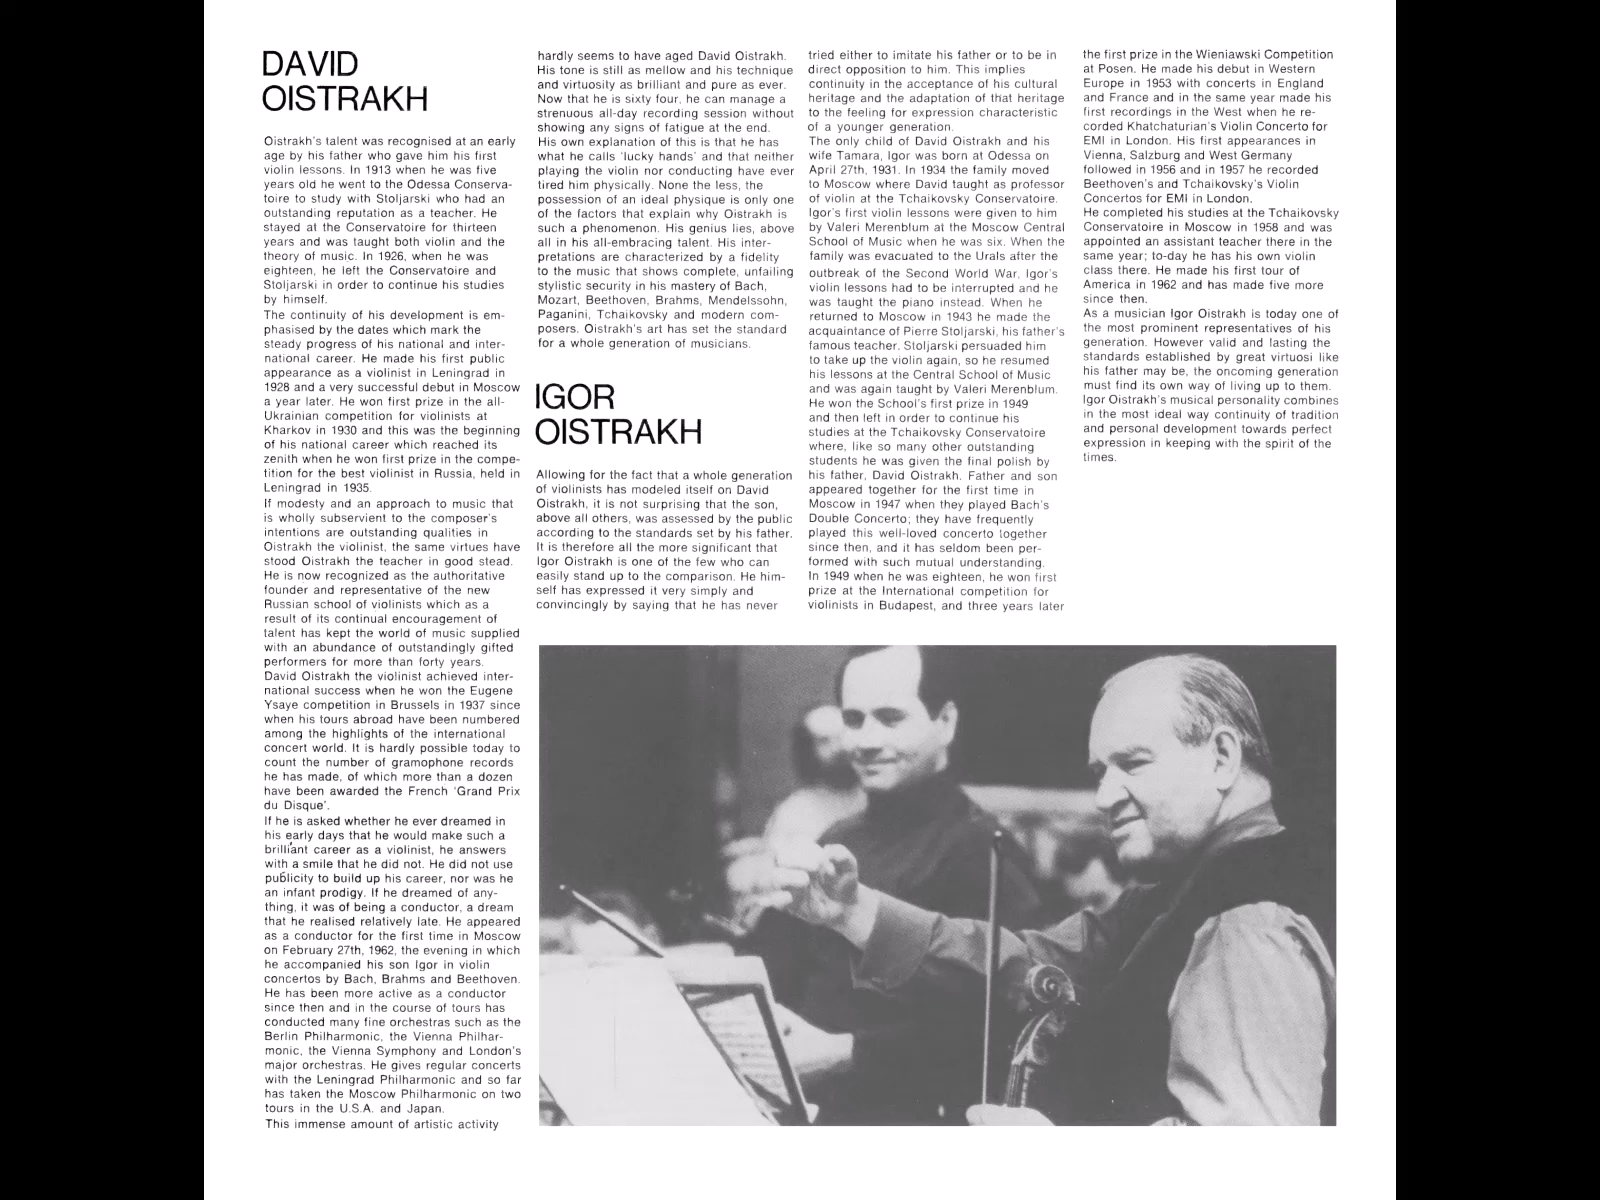 DAVID
OISTRAKH
Oistrakh's talent was recognised at an early
age by his father who gave him his first
violin lessons. In 1913 when he was five
years old he went to the Odessa Conserva-
toire to study with Stoljarski who had an
outstanding reputation as a teacher. He
stayed at the Conservatoire for thirteen
years and was taught both violin and the
theory of music. In 1926, when he was
eighteen, he left the Conservatoire and
Stoljarski in order to continue his studies
by himself.
The continuity of his development is em-
phasised by the dates which mark the
steady progress of his national and inter-
national career. He made his first public
appearance as a violinist in Leningrad in
1928 and a very successful debut in Moscow
a year later. He won first prize in the all-
Ukrainian competition for violinists at
Kharkov in 1930 and this was the beginning
of his national career which reached its
zenith when he won first prize in the compe-
tition for the best violinist in Russia, held in
Leningrad in 1935.
If modesty and an approach to music that
is wholly subservient to the composer's
intentions are outstanding qualities in
Oistrakh the violinist, the same virtues have
stood Oistrakh the teacher in good stead.
He is now recognized as the authoritative
founder and representative of the new
Russian school of violinists which as a
result of its continual encouragement of
talent has kept the world of music supplied
with an abundance of outstandingly gifted
performers for more than forty years.
David Oistrakh the violinist achieved inter-
national success when he won the Eugene
Ysaye competition in Brussels in 1937 since
when his tours abroad have been numbered
among the highlights of the international
concert world. It is hardly possible today to
count the number of gramophone records
he has made, of which more than a dozen
have been awarded the French 'Grand Prix
du Disque'.
If he is asked whether he ever dreamed in
his early days that he would make such a
brilliant career as a violinist, he answers
with a smile that he did not. He did not use
publicity to build up his career, nor was he
an infant prodigy. If he dreamed of any-
thing, it was of being a conductor, a dream
that he realised relatively late. He appeared
as a conductor for the first time in Moscow
on February 27th, 1962, the evening in which
he accompanied his son Igor in violin
concertos by Bach, Brahms and Beethoven.
He has been more active as a conductor
since then and in the course of tours has
conducted many fine orchestras such as the
Berlin Philharmonic, the Vienna Philhar-
monic, the Vienna Symphony and London's
major orchestras. He gives regular concerts
with the Leningrad Philharmonic and so far
has taken the Moscow Philharmonic on two
tours in the U.S.A. and Japan.
This immense amount of artistic activity
hardly seems to have aged David Oistrakh.
His tone is still as mellow and his technique
and virtuosity as brilliant and pure as ever.
Now that he is sixty four, he can manage a
strenuous all-day recording session without
showing any signs of fatigue at the end.
His own explanation of this is that he has
what he calls 'lucky hands' and that neither
playing the violin nor conducting have ever
tired him physically. None the less, the
possession of an ideal physique is only one
of the factors that explain why Oistrakh is
such a phenomenon. His genius lies, above
all in his all-embracing talent. His inter-
pretations are characterized by a fidelity
to the music that shows complete, unfailing
stylistic security in his mastery of Bach,
Mozart, Beethoven, Brahms, Mendelssohn,
Paganini, Tchaikovsky and modern com-
posers. Oistrakh's art has set the standard
for a whole generation of musicians.
IGOR
OISTRAKH
Allowing for the fact that a whole generation
of violinists has modeled itself on David
Oistrakh, it is not surprising that the son,
above all others, was assessed by the public
according to the standards set by his father.
It is therefore all the more significant that
Igor Oistrakh is one of the few who can
easily stand up to the comparison. He him-
self has expressed it very simply and
convincingly by saying that he has never
tried either to imitate his father or to be in
direct opposition to him. This implies
continuity in the acceptance of his cultural
heritage and the adaptation of that heritage
to the feeling for expression characteristic
of a younger generation.
The only child of David Oistrakh and his
wife Tamara, Igor was born at Odessa on
April 27th, 1931. In 1934 the family moved
to Moscow where David taught as professor
of violin at the Tchaikovsky Conservatoire.
Igor's first violin lessons were given to him
by Valeri Merenblum at the Moscow Central
School of Music when he was six. When the
family was evacuated to the Urals after the
outbreak of the Second World War, Igor's
violin lessons had to be interrupted and he
was taught the piano instead. When he
returned to Moscow in 1943 he made the
acquaintance of Pierre Stoljarski, his father's
famous teacher. Stoljarski persuaded him
to take up the violin again, so he resumed
his lessons at the Central School of Music
and was again taught by Valeri Merenblum.
He won the School's first prize in 1949
and then left in order to continue his
studies at the Tchaikovsky Conservatoire
where, like so many other outstanding
students he was given the final polish by
his father, David Oistrakh. Father and son
appeared together for the first time in
Moscow in 1947 when they played Bach's
Double Concerto; they have frequently
played this well-loved concerto together
since then, and it has seldom been per-
formed with such mutual understanding.
In 1949 when he was eighteen, he won first
prize at the International competition for
violinists in Budapest, and three years later
the first prize in the Wieniawski Competition
at Posen. He made his debut in Western
Europe in 1953 with concerts in England
and France and in the same year made his
first recordings in the West when he re-
corded Khatchaturian's Violin Concerto for
EMI in London. His first appearances in
Vienna, Salzburg and West Germany
followed in 1956 and in 1957 he recorded
Beethoven's and Tchaikovsky's Violin
Concertos for EMI in London.
He completed his studies at the Tchaikovsky
Conservatoire in Moscow in 1958 and was
appointed an assistant teacher there in the
same year; to-day he has his own violin
class there. He made his first tour of
America in 1962 and has made five more
since then.
As a musician Igor Oistrakh is today one of
the most prominent representatives of his
generation. However valid and lasting the
standards established by great virtuosi like
his father may be, the oncoming generation
must find its own way of living up to them.
Igor Oistrakh's musical personality combines
in the most ideal way continuity of tradition
and personal development towards perfect
expression in keeping with the spirit of the
times.